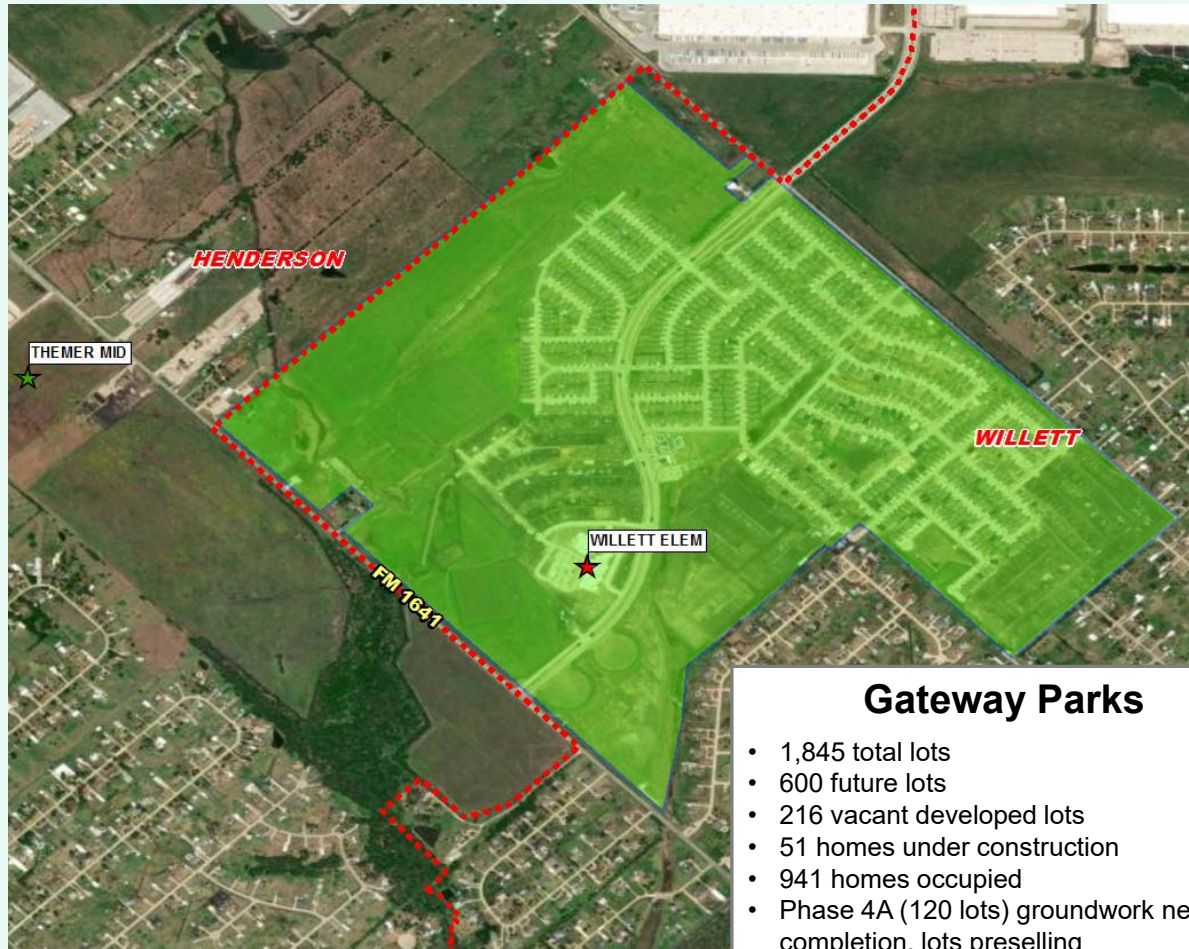 HENDERSON
THEMER MID
WILLETT
WILLETT ELEM
FM 1641
Gateway Parks
• 1,845 total lots
• 600 future lots
• 216 vacant developed lots
• 51 homes under construction
• 941 homes occupied
• Phase 4A (120 lots) groundwork
completion, lots preselling